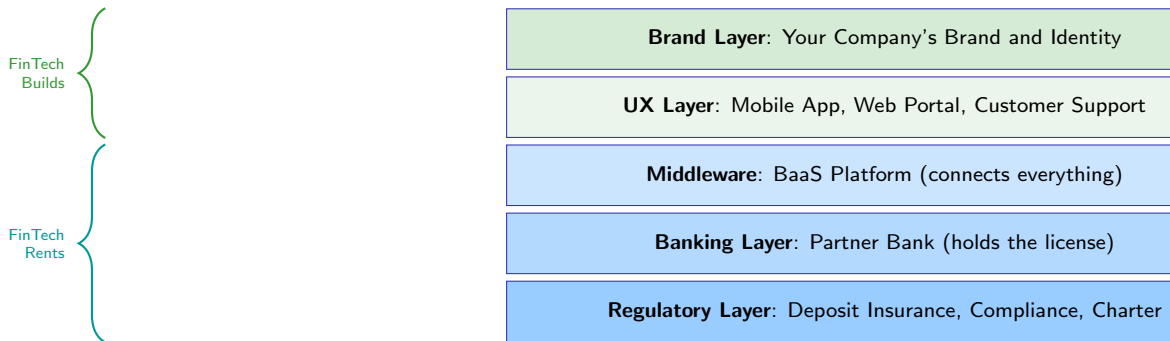 FinTech
Builds
Brand Layer: Your Company's Brand and Identity
UX Layer: Mobile App, Web Portal, Customer Support
FinTech
Rents
Middleware: BaaS Platform (connects everything)
Banking Layer: Partner Bank (holds the license)
Regulatory Layer: Deposit Insurance, Compliance, Charter